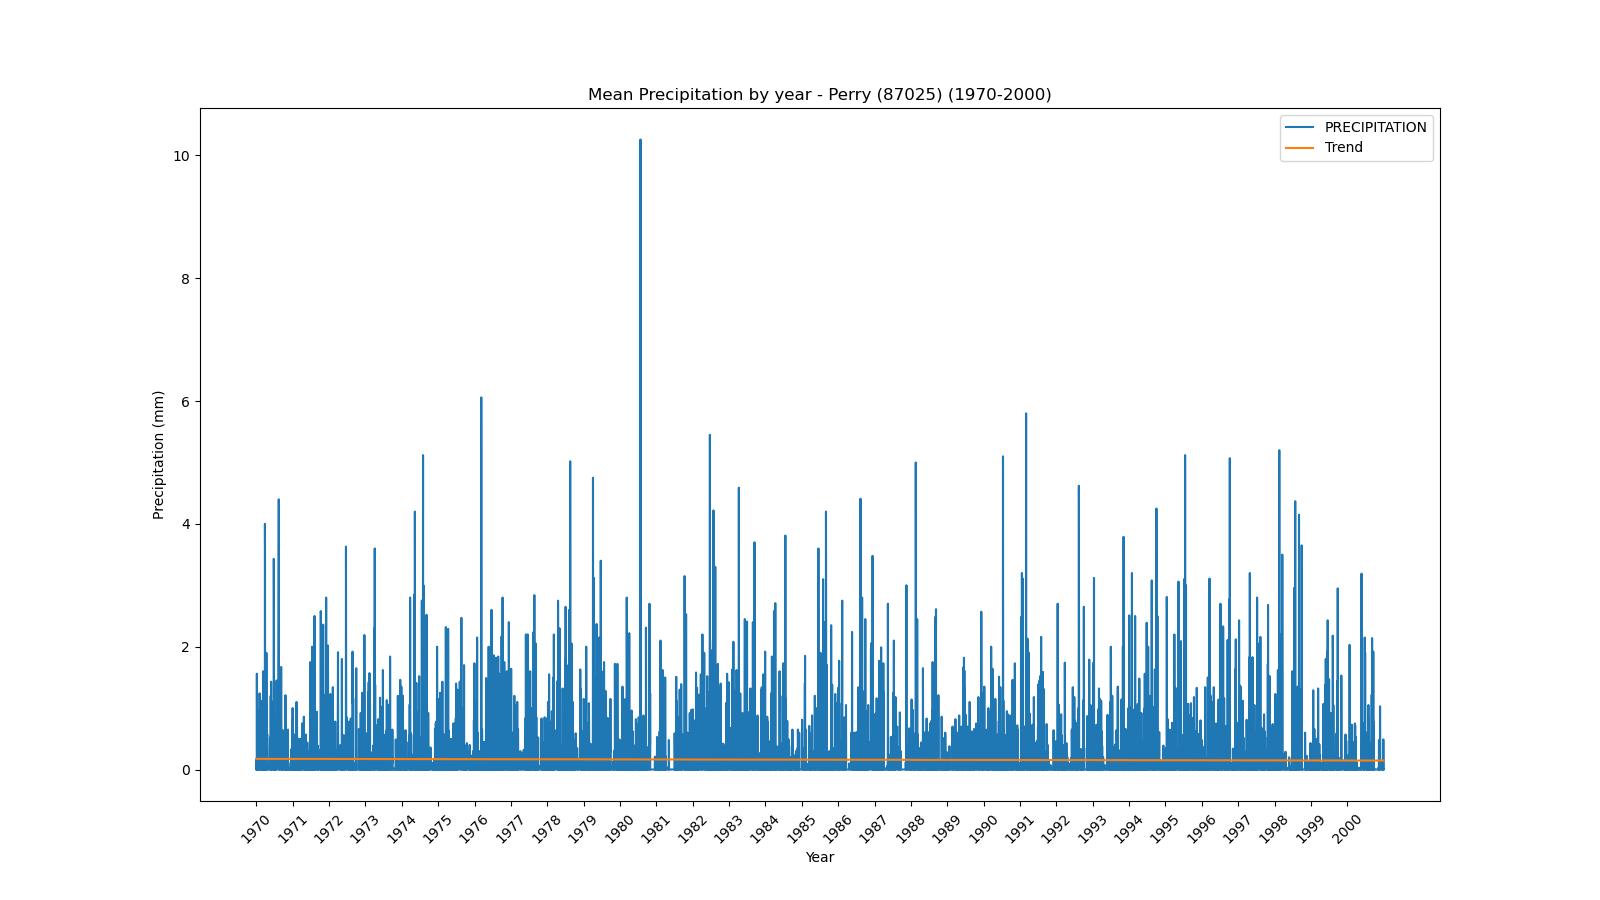 Mean Precipitation by year - Perry (87025) (1970-2000)
PRECIPITATION
Trend
10
8
6
4
2
0
Precipitation (mm)
1970 1971 1972 1973 1974 1975 1976 1977 1978 1979 1980 1981 1982 1983 1984 1985 1986 1987 1988 1989 1990 1991 1992 1993 1994 1995 1996 1997 1998 1999 2000
Year